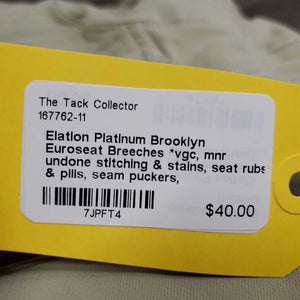 The Tack Collector
167762-11
Elation Platinum Brooklyn
Euroseat Breeches *vgc, mnr
undone stitching & stains, seat rubs
& pills, seam puckers,
7JPFT4
$40.00